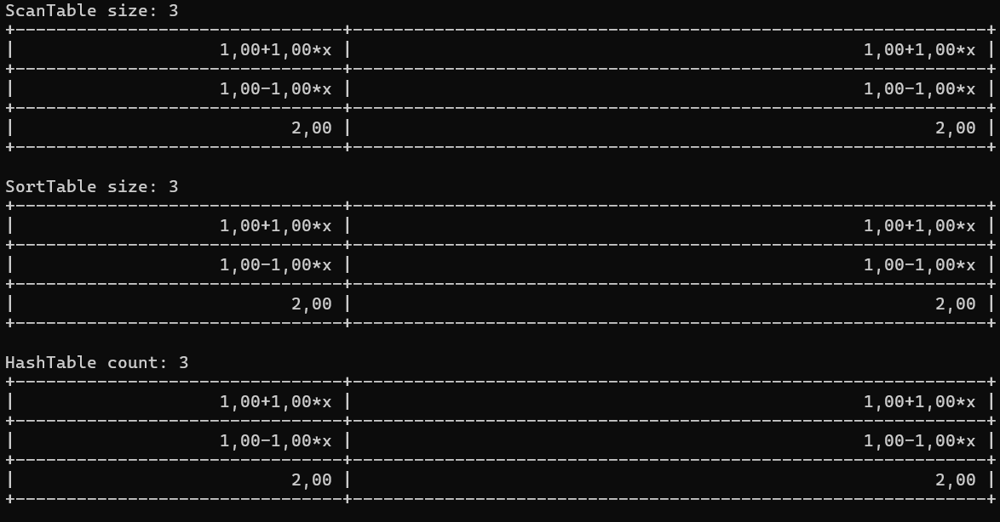 ScanTable size: 3
+--------------------------------+--------------------------------------------------------------+
|                    1,00+1,00*x |                                                  1,00+1,00*x |
+--------------------------------+--------------------------------------------------------------+
|                    1,00-1,00*x |                                                  1,00-1,00*x |
+--------------------------------+--------------------------------------------------------------+
|                           2,00 |                                                         2,00 |
+--------------------------------+--------------------------------------------------------------+
SortTable size: 3
+--------------------------------+--------------------------------------------------------------+
|                    1,00+1,00*x |                                                  1,00+1,00*x |
+--------------------------------+--------------------------------------------------------------+
|                    1,00-1,00*x |                                                  1,00-1,00*x |
+--------------------------------+--------------------------------------------------------------+
|                           2,00 |                                                         2,00 |
+--------------------------------+--------------------------------------------------------------+
HashTable count: 3
+--------------------------------+--------------------------------------------------------------+
|                    1,00+1,00*x |                                                  1,00+1,00*x |
+--------------------------------+--------------------------------------------------------------+
|                    1,00-1,00*x |                                                  1,00-1,00*x |
+--------------------------------+--------------------------------------------------------------+
|                           2,00 |                                                         2,00 |
+--------------------------------+--------------------------------------------------------------+